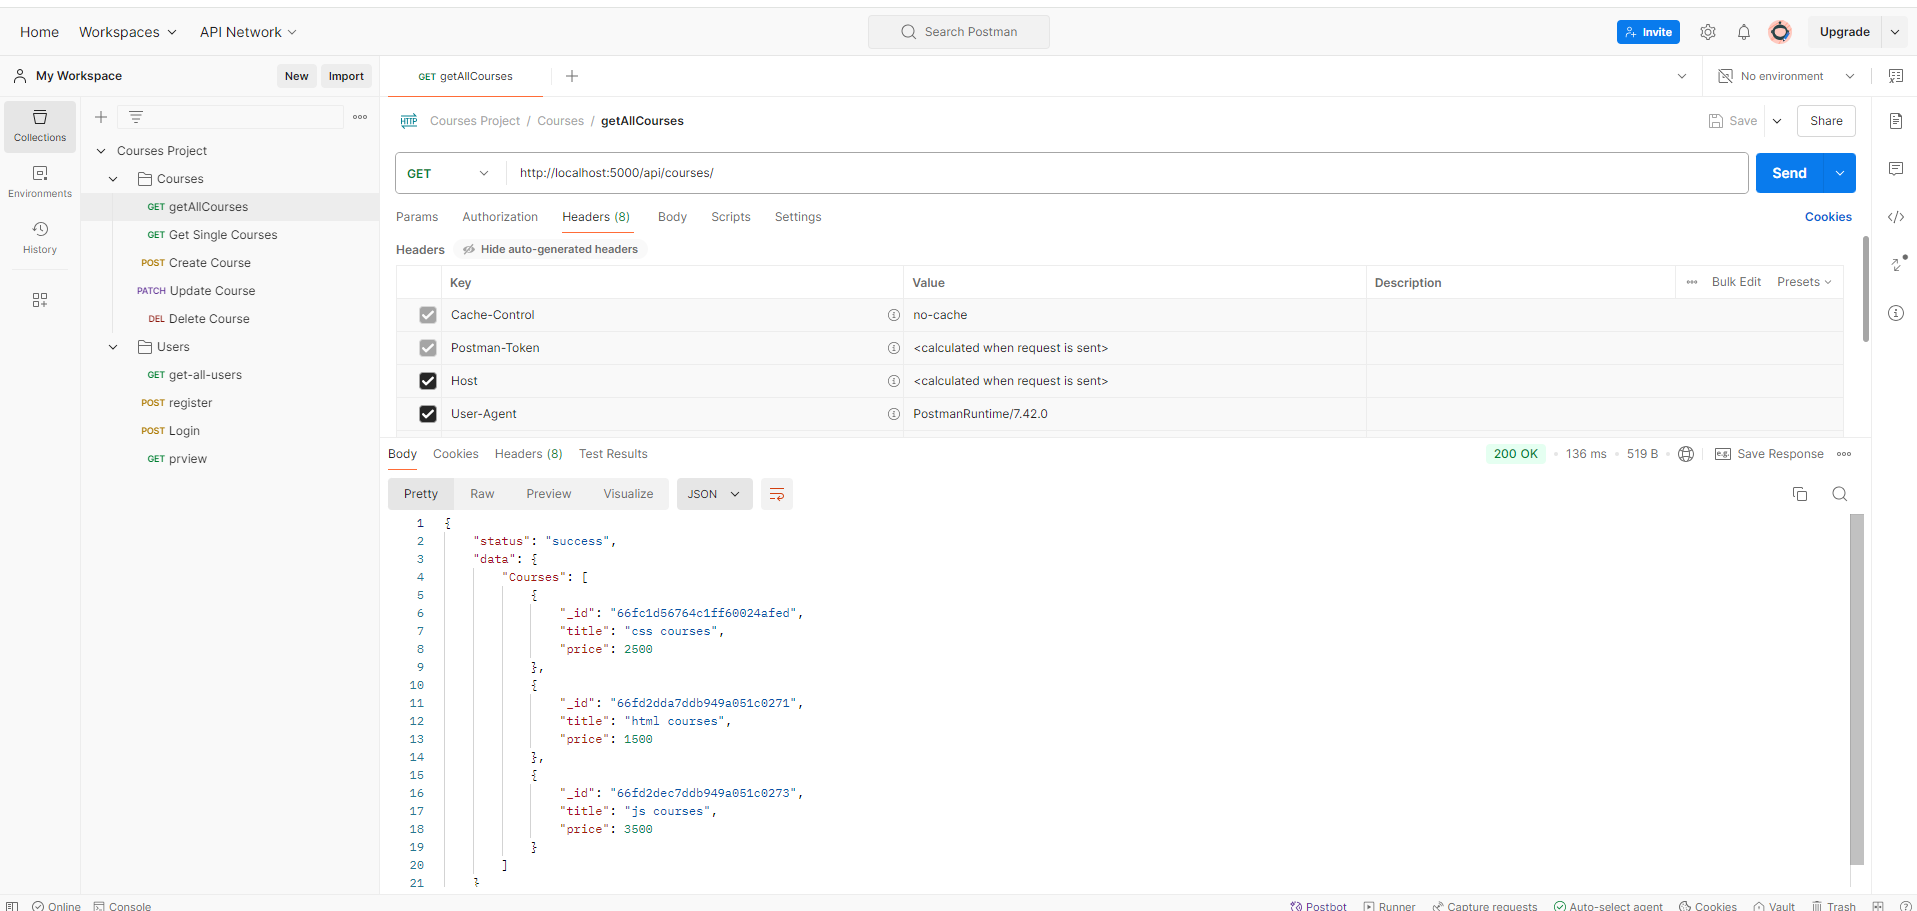 Home Workspaces API Network Search Postman Invite Upgrade
My Workspace New Import GET getAllCourses No environment
Collections
Environments
History
Courses Project
Courses
GET getAllCourses
GET Get Single Courses
POST Create Course
PATCH Update Course
DEL Delete Course
Users
GET get-all-users
POST register
POST Login
GET prview
HTTP Courses Project / Courses / getAllCourses Save Share
GET http://localhost:5000/api/courses/ Send
Params Authorization Headers (8) Body Scripts Settings Cookies
Headers Hide auto-generated headers
Key Value Description Bulk Edit Presets
Cache-Control no-cache
Postman-Token <calculated when request is sent>
Host <calculated when request is sent>
User-Agent PostmanRuntime/7.42.0
Body Cookies Headers (8) Test Results 200 OK 136 ms 519 B e.g. Save Response
Pretty Raw Preview Visualize JSON
1 {
2 "status": "success",
3 "data": {
4 "Courses": [
5 {
6 "_id": "66fc1d56764c1ff60024afed",
7 "title": "css courses",
8 "price": 2500
9 },
10 {
11 "_id": "66fd2dda7ddb949a051c0271",
12 "title": "html courses",
13 "price": 1500
14 },
15 {
16 "_id": "66fd2dec7ddb949a051c0273",
17 "title": "js courses",
18 "price": 3500
19 }
20 ]
21 }
Online Console Postbot Runner Capture requests Auto-select agent Cookies Vault Trash